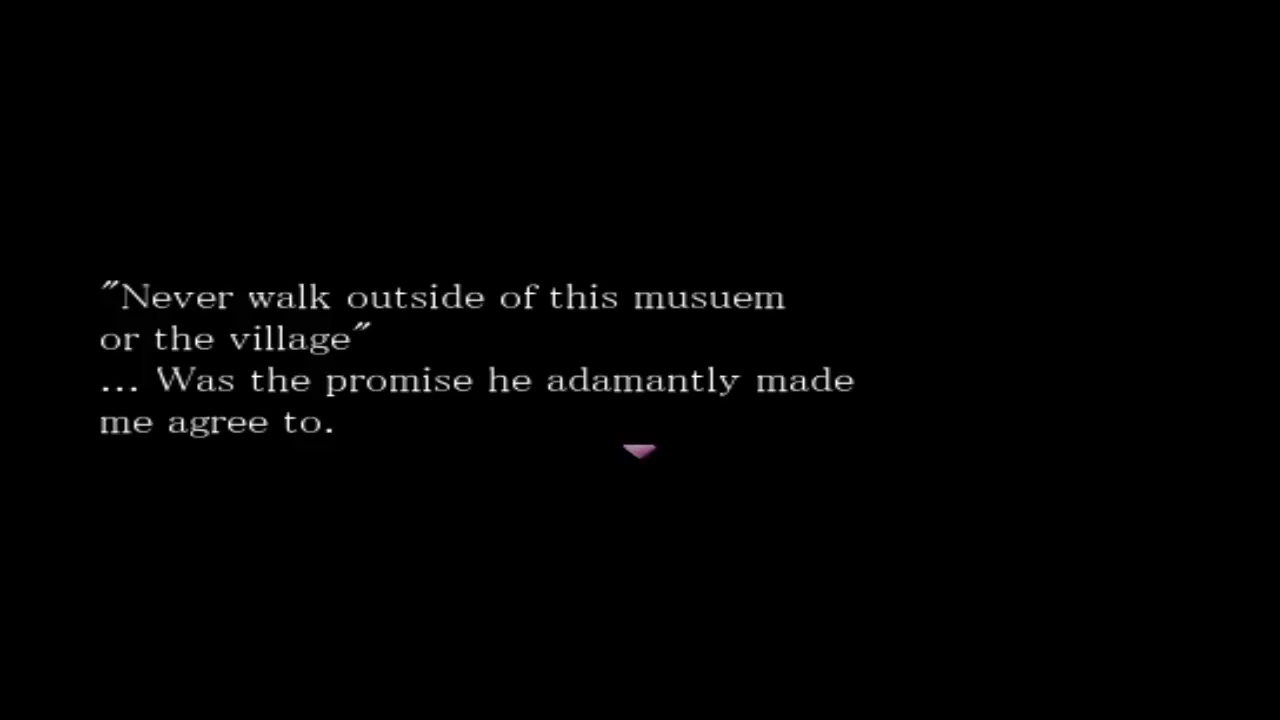 "Never walk outside of this musuem
or the village"
... Was the promise he adamantly made
me agree to.